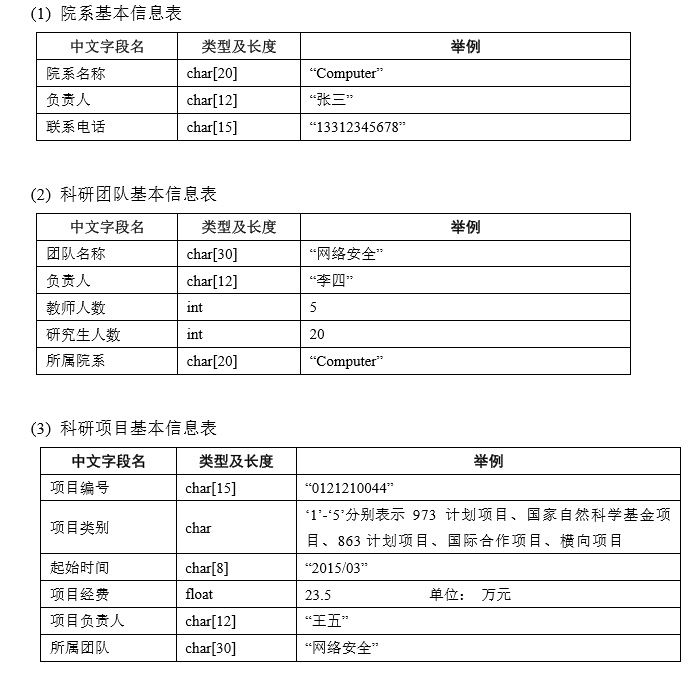 (1) 院系基本信息表
中文字段名 类型及长度 举例
院系名称 char[20] “Computer”
负责人 char[12] “张三”
联系电话 char[15] “13312345678”
(2) 科研团队基本信息表
中文字段名 类型及长度 举例
团队名称 char[30] “网络安全”
负责人 char[12] “李四”
教师人数 int 5
研究生人数 int 20
所属院系 char[20] “Computer”
(3) 科研项目基本信息表
中文字段名 类型及长度 举例
项目编号 char[15] “0121210044”
项目类别 char ‘1’-‘5’分别表示 973 计划项目、国家自然科学基金项
目、863 计划项目、国际合作项目、横向项目
起始时间 char[8] “2015/03”
项目经费 float 23.5 单位： 万元
项目负责人 char[12] “王五”
所属团队 char[30] “网络安全”